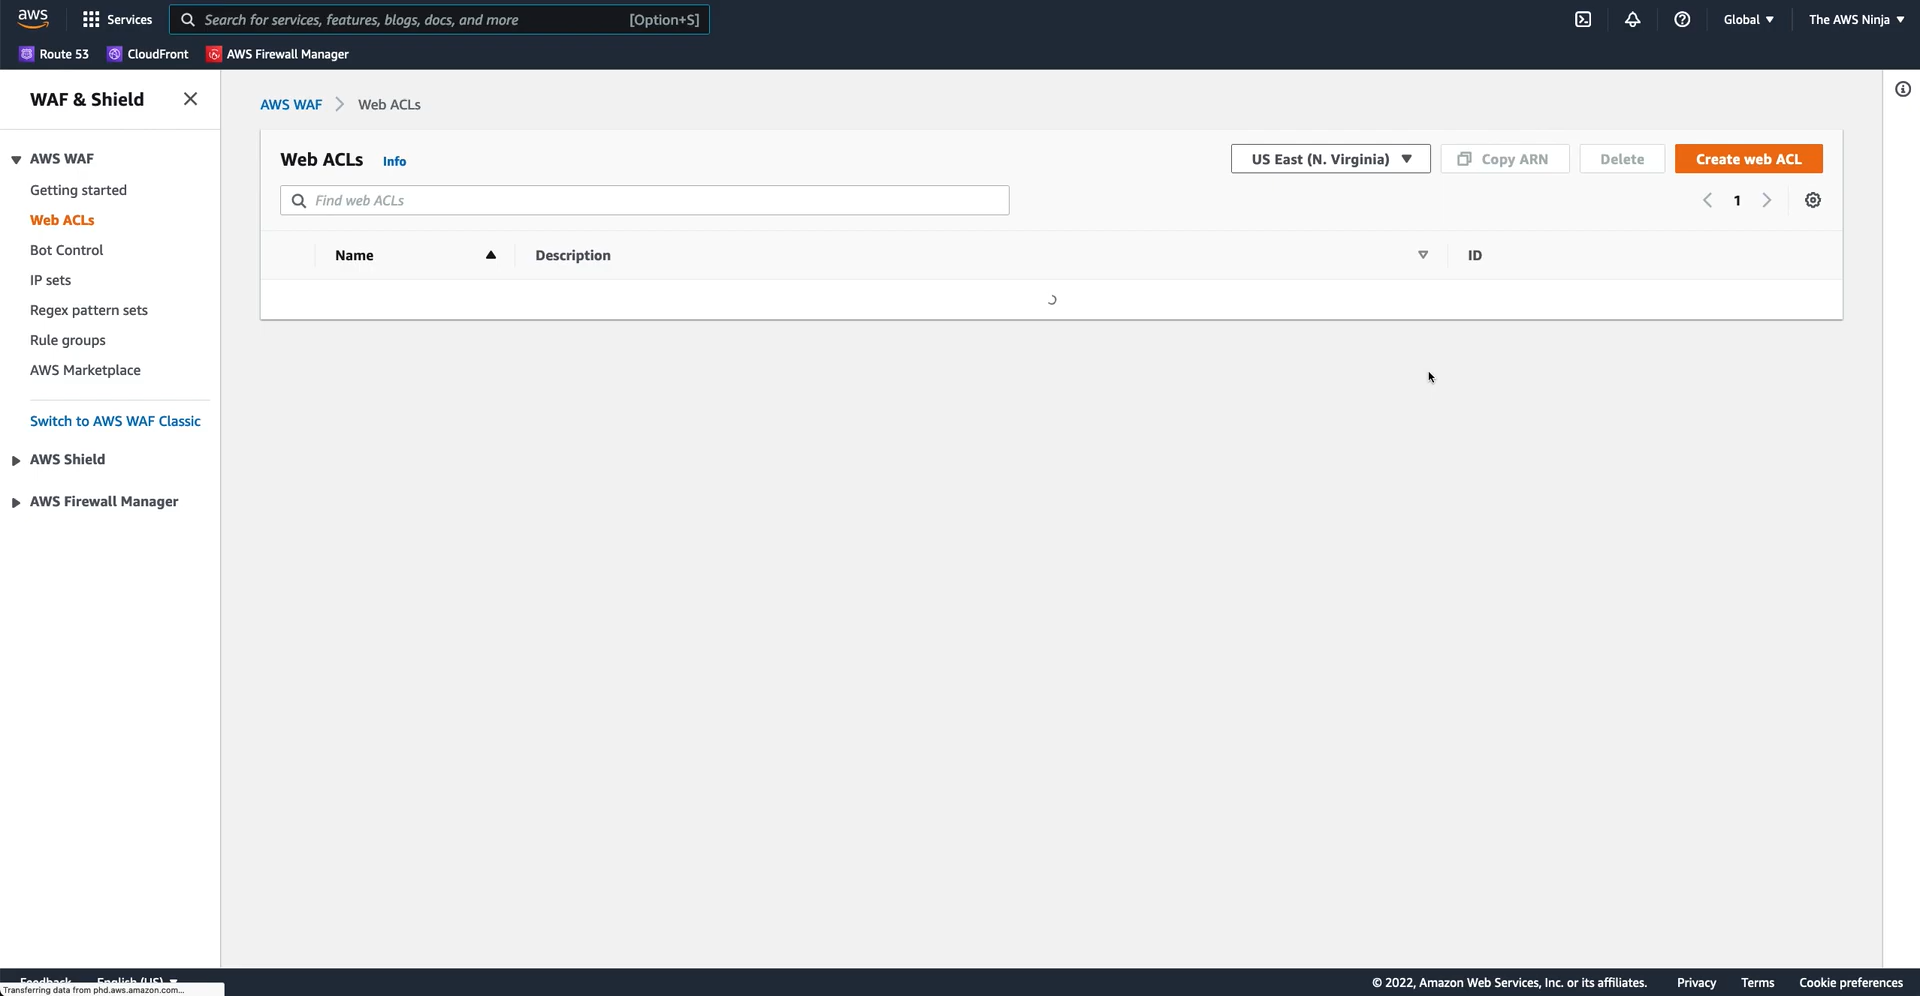 aws
Services
Search for services, features, blogs, docs, and more
[Option+S]
Global
The AWS Ninja
Route 53
CloudFront
AWS Firewall Manager
WAF & Shield
AWS WAF
Getting started
Web ACLs
Bot Control
IP sets
Regex pattern sets
Rule groups
AWS Marketplace
Switch to AWS WAF Classic
AWS Shield
AWS Firewall Manager
AWS WAF
Web ACLs
Web ACLs
Info
US East (N. Virginia)
Copy ARN
Delete
Create web ACL
Find web ACLs
1
Name
Description
ID
Feedback
English (US)
Transferring data from phd.aws.amazon.com...
© 2022, Amazon Web Services, Inc. or its affiliates.
Privacy
Terms
Cookie preferences